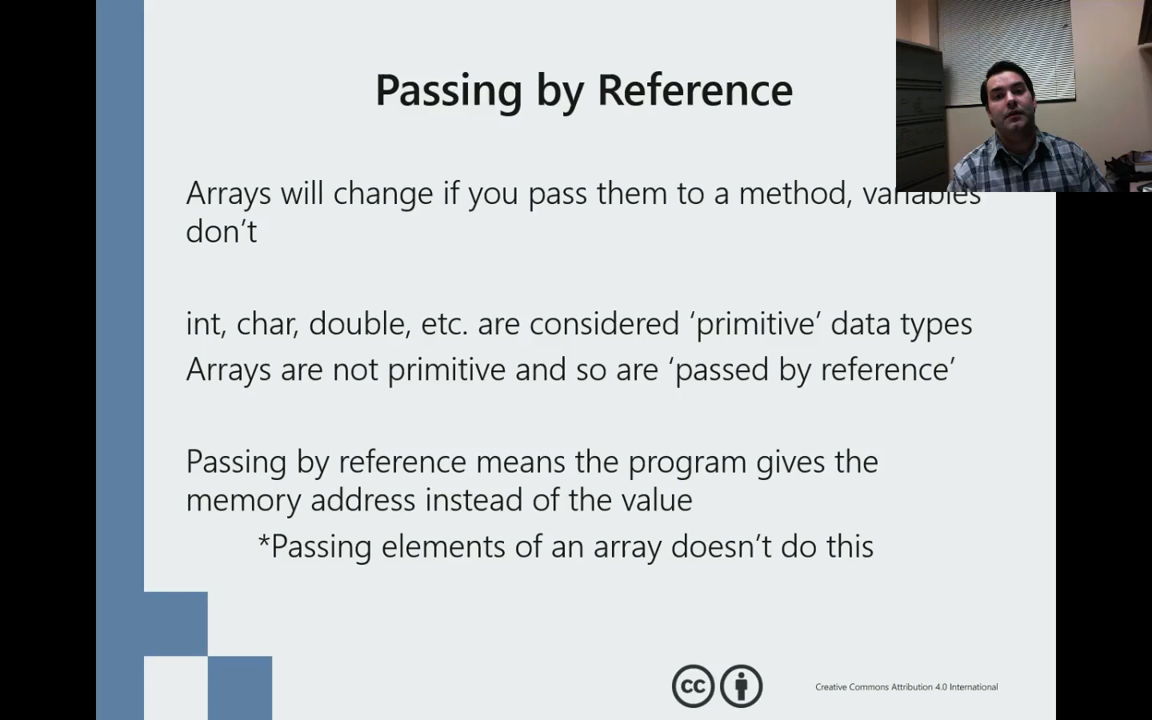 Passing by Reference
Arrays will change if you pass them to a method, variables
don’t
int, char, double, etc. are considered ‘primitive’ data types
Arrays are not primitive and so are ‘passed by reference’
Passing by reference means the program gives the
memory address instead of the value
*Passing elements of an array doesn’t do this
cc
Creative Commons Attribution 4.0 International